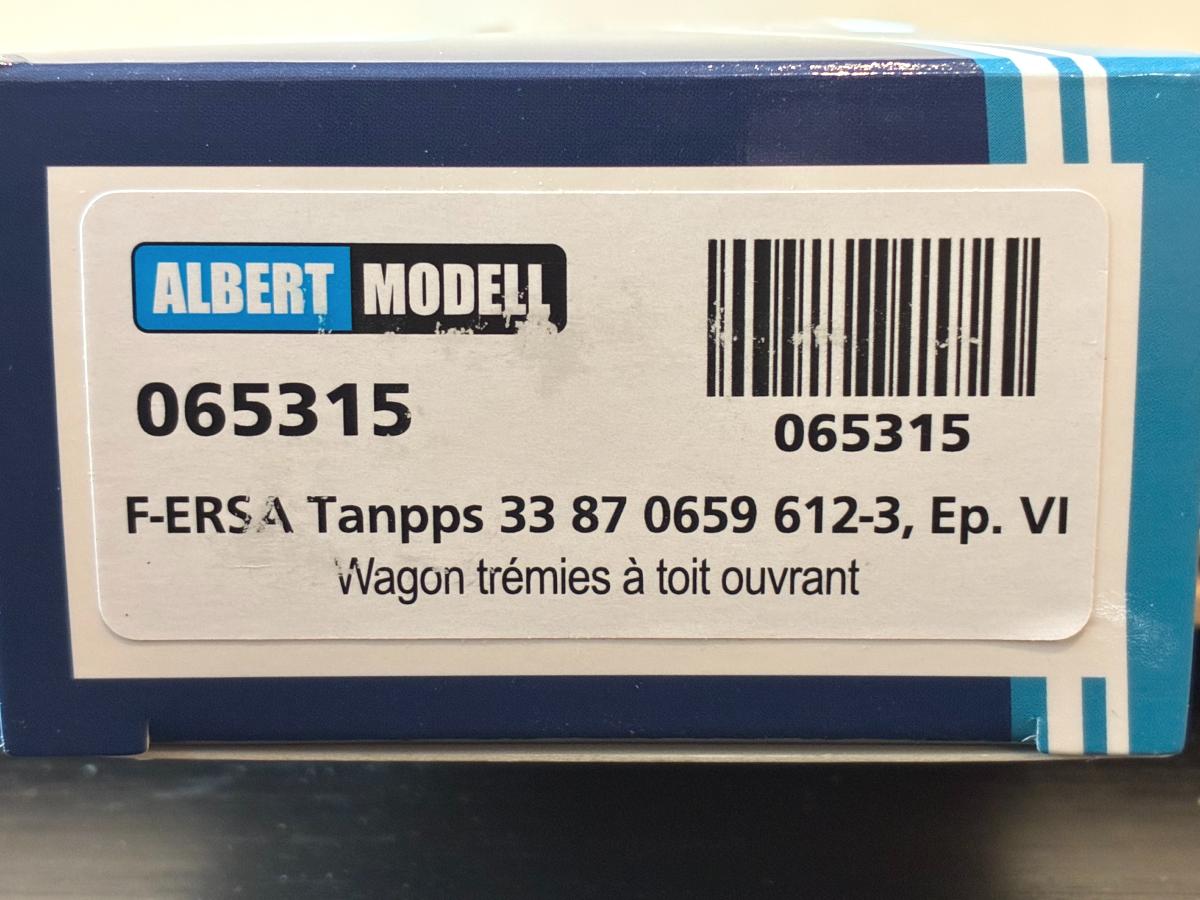 ALBERT MODELL
065315
065315
F-ERSA Tanpps 33 87 0659 612-3, Ep. VI
Wagon trémies à toit ouvrant